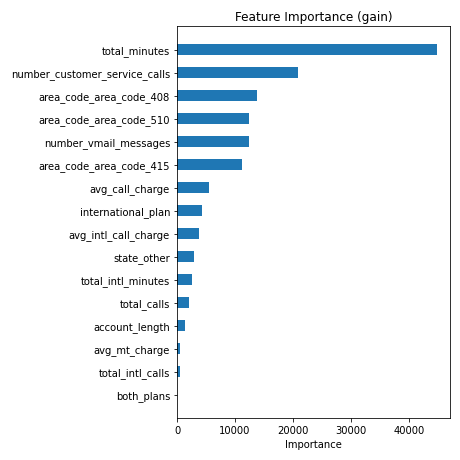 Feature Importance (gain)
total_minutes
number_customer_service_calls
area_code_area_code_408
area_code_area_code_510
number_vmail_messages
area_code_area_code_415
avg_call_charge
international_plan
avg_intl_call_charge
state_other
total_intl_minutes
total_calls
account_length
avg_mt_charge
total_intl_calls
both_plans
0 10000 20000 30000 40000
Importance